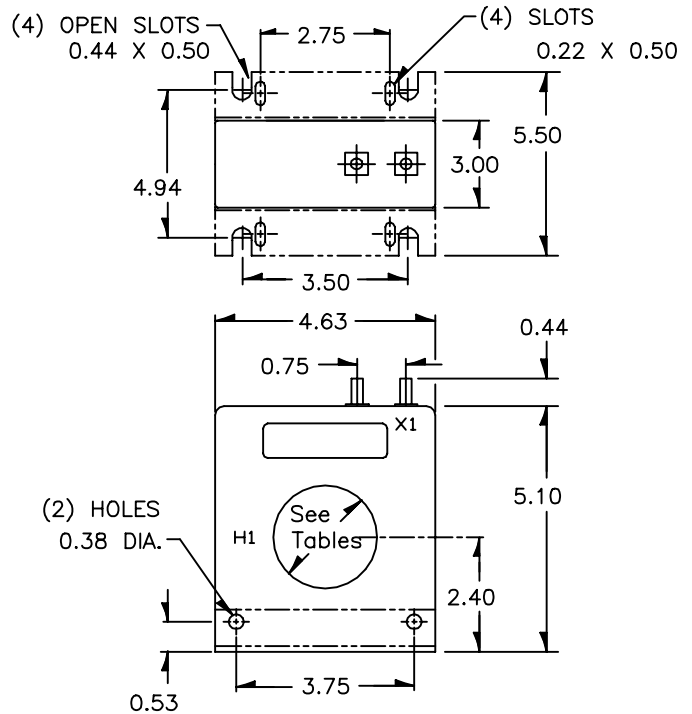 (4) OPEN SLOTS
0.44 X 0.50
2.75
(4) SLOTS
0.22 X 0.50
4.94
3.00
5.50
3.50
4.63
0.44
0.75
X1
5.10
(2) HOLES
0.38 DIA.
H1
See
Tables
2.40
0.53
3.75